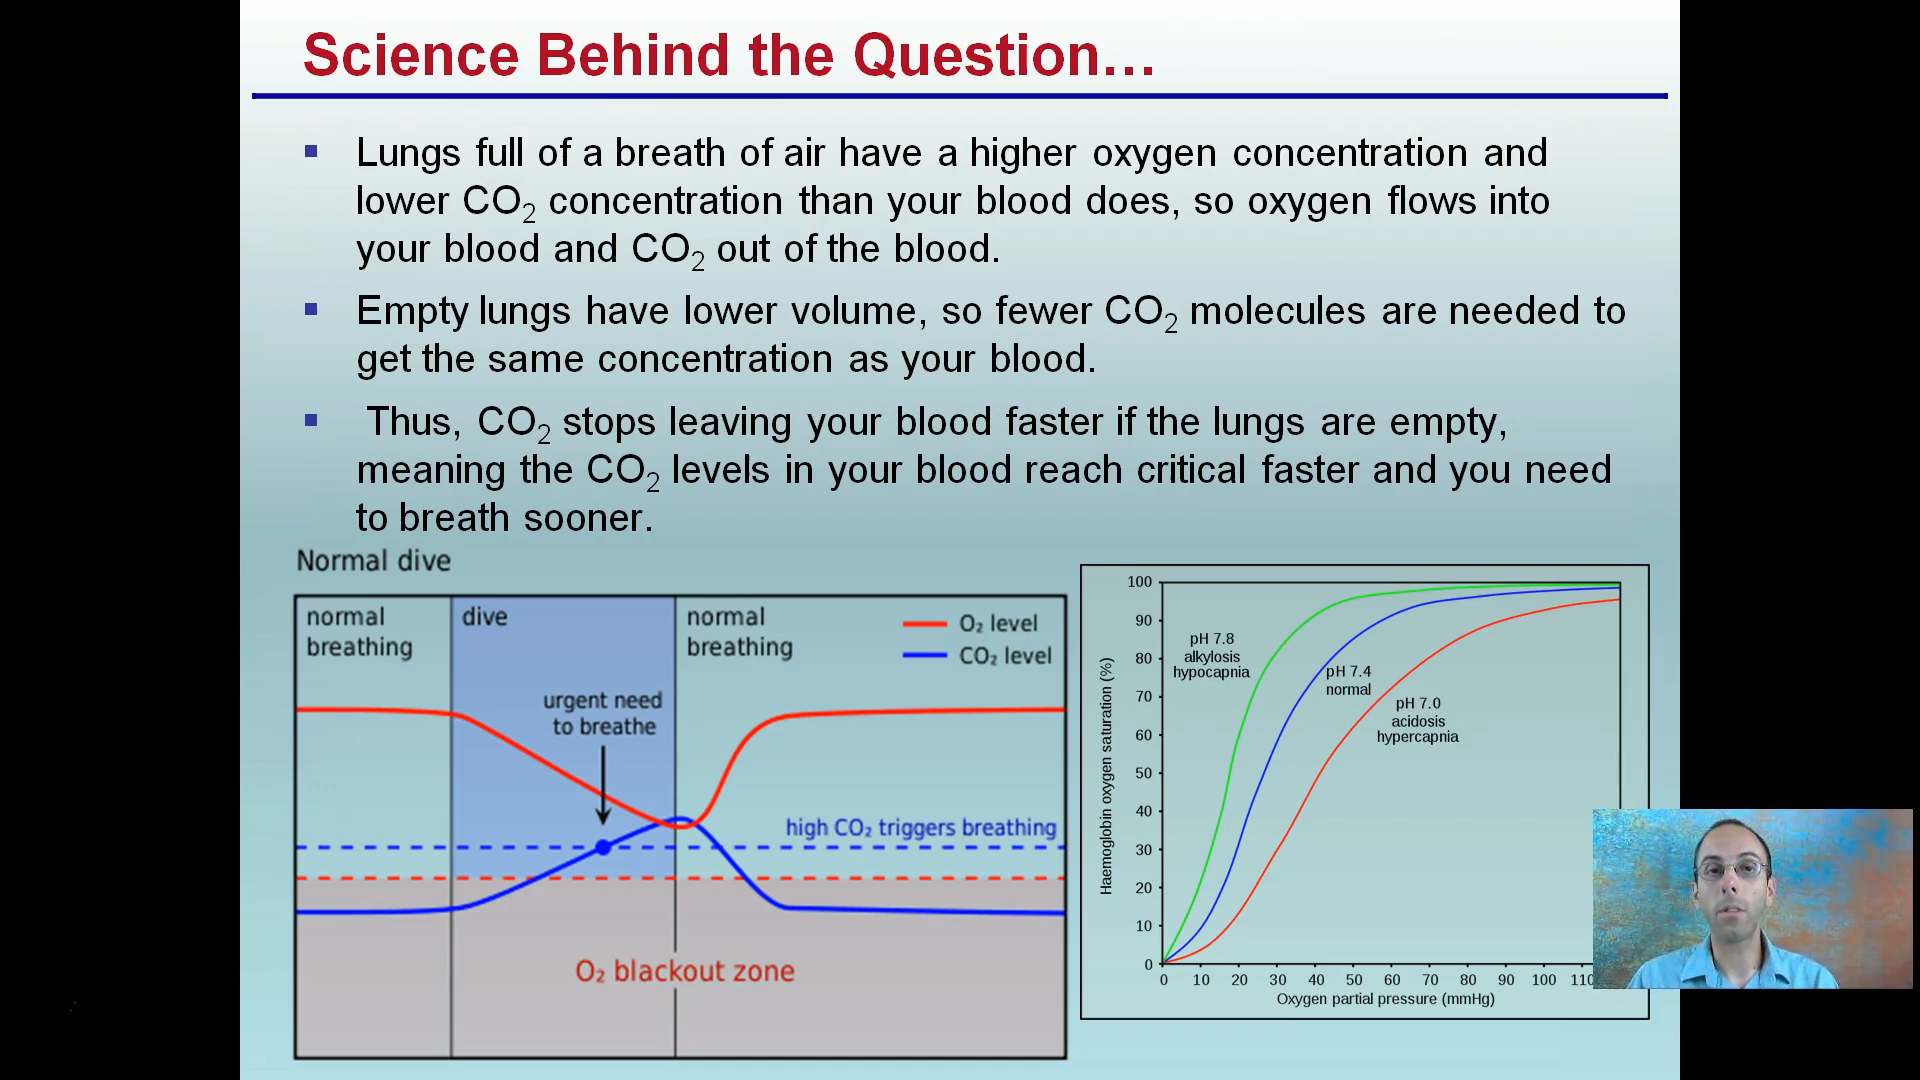 Science Behind the Question…
▪ Lungs full of a breath of air have a higher oxygen concentration and
lower CO₂ concentration than your blood does, so oxygen flows into
your blood and CO₂ out of the blood.
▪ Empty lungs have lower volume, so fewer CO₂ molecules are needed to
get the same concentration as your blood.
▪ Thus, CO₂ stops leaving your blood faster if the lungs are empty,
meaning the CO₂ levels in your blood reach critical faster and you need
to breath sooner.
Normal dive
normal
breathing
dive
normal
breathing
O₂ level
CO₂ level
urgent need
to breathe
high CO₂ triggers breathing
O₂ blackout zone
Haemoglobin oxygen saturation (%)
100
90
80
70
60
50
40
30
20
10
0
pH 7.8
alkylosis
hypocapnia
pH 7.4
normal
pH 7.0
acidosis
hypercapnia
0 10 20 30 40 50 60 70 80 90 100 110
Oxygen partial pressure (mmHg)